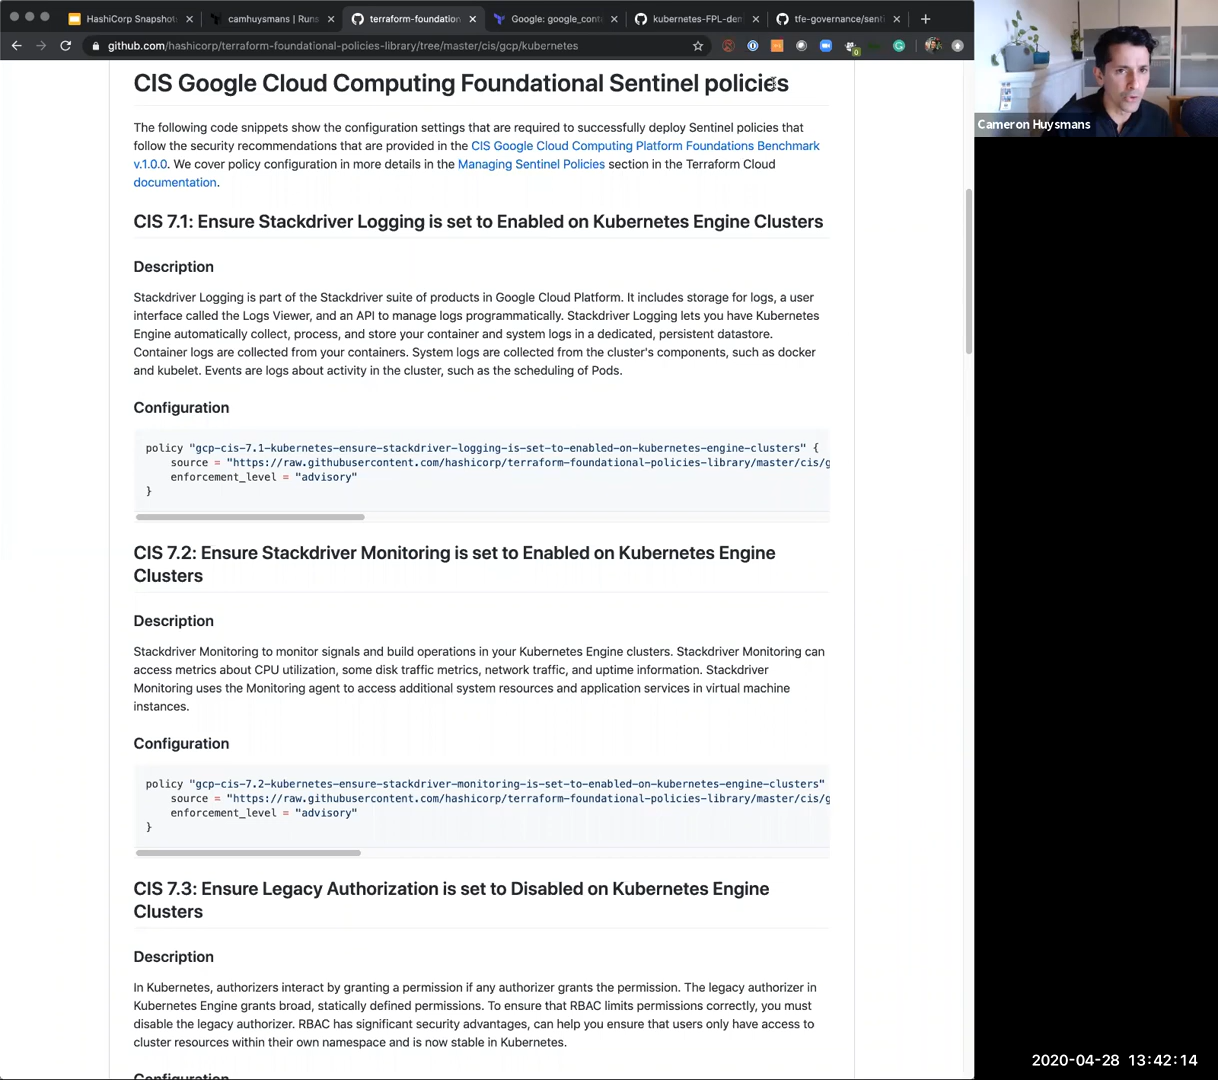 HashiCorp Snapshot
camhuysmans | Runs
terraform-foundation
Google: google_cont
kubernetes-FPL-dem
tfe-governance/senti
github.com/hashicorp/terraform-foundational-policies-library/tree/master/cis/gcp/kubernetes
CIS Google Cloud Computing Foundational Sentinel policies
The following code snippets show the configuration settings that are required to successfully deploy Sentinel policies that
follow the security recommendations that are provided in the CIS Google Cloud Computing Platform Foundations Benchmark
v.1.0.0. We cover policy configuration in more details in the Managing Sentinel Policies section in the Terraform Cloud
documentation.
CIS 7.1: Ensure Stackdriver Logging is set to Enabled on Kubernetes Engine Clusters
Description
Stackdriver Logging is part of the Stackdriver suite of products in Google Cloud Platform. It includes storage for logs, a user
interface called the Logs Viewer, and an API to manage logs programmatically. Stackdriver Logging lets you have Kubernetes
Engine automatically collect, process, and store your container and system logs in a dedicated, persistent datastore.
Container logs are collected from your containers. System logs are collected from the cluster's components, such as docker
and kubelet. Events are logs about activity in the cluster, such as the scheduling of Pods.
Configuration
policy "gcp-cis-7.1-kubernetes-ensure-stackdriver-logging-is-set-to-enabled-on-kubernetes-engine-clusters" {
source = "https://raw.githubusercontent.com/hashicorp/terraform-foundational-policies-library/master/cis/g
enforcement_level = "advisory"
}
CIS 7.2: Ensure Stackdriver Monitoring is set to Enabled on Kubernetes Engine
Clusters
Description
Stackdriver Monitoring to monitor signals and build operations in your Kubernetes Engine clusters. Stackdriver Monitoring can
access metrics about CPU utilization, some disk traffic metrics, network traffic, and uptime information. Stackdriver
Monitoring uses the Monitoring agent to access additional system resources and application services in virtual machine
instances.
Configuration
policy "gcp-cis-7.2-kubernetes-ensure-stackdriver-monitoring-is-set-to-enabled-on-kubernetes-engine-clusters"
source = "https://raw.githubusercontent.com/hashicorp/terraform-foundational-policies-library/master/cis/g
enforcement_level = "advisory"
}
CIS 7.3: Ensure Legacy Authorization is set to Disabled on Kubernetes Engine
Clusters
Description
In Kubernetes, authorizers interact by granting a permission if any authorizer grants the permission. The legacy authorizer in
Kubernetes Engine grants broad, statically defined permissions. To ensure that RBAC limits permissions correctly, you must
disable the legacy authorizer. RBAC has significant security advantages, can help you ensure that users only have access to
cluster resources within their own namespace and is now stable in Kubernetes.
Configuration
Cameron Huysmans
2020-04-28 13:42:14